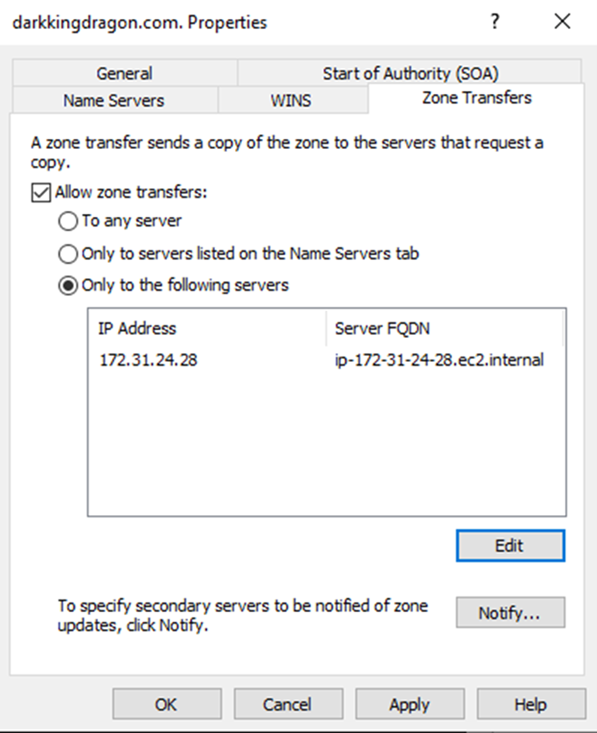 darkkingdragon.com. Properties
?
General
Start of Authority (SOA)
Name Servers
WINS
Zone Transfers
A zone transfer sends a copy of the zone to the servers that request a
copy.
Allow zone transfers:
To any server
Only to servers listed on the Name Servers tab
Only to the following servers
IP Address
Server FQDN
172.31.24.28
ip-172-31-24-28.ec2.internal
Edit
To specify secondary servers to be notified of zone
updates, click Notify.
Notify...
OK
Cancel
Apply
Help